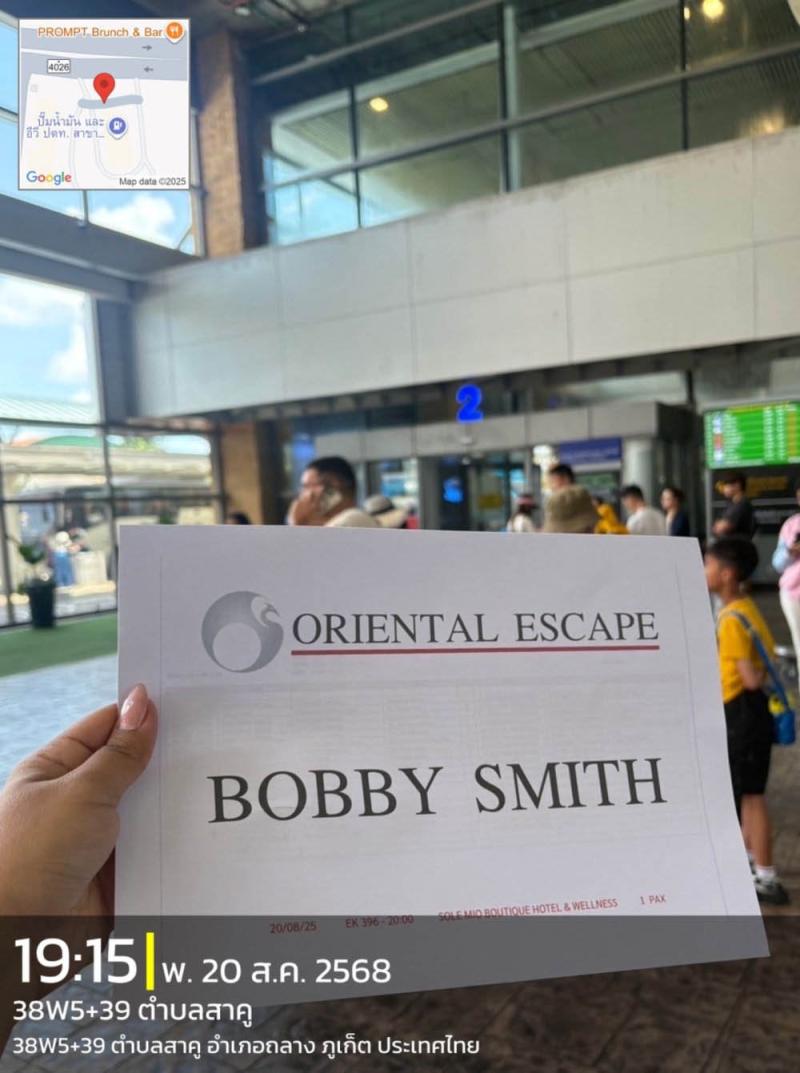 PROMPT Brunch & Bar
4026
ปั๊มน้ำมัน และ
อีวี ปตท. สาขา...
Google
Map data ©2025
2
ORIENTAL ESCAPE
BOBBY SMITH
20/08/25 EK 396 - 20:00 SOLE MIO BOUTIQUE HOTEL & WELLNESS 1 PAX
19:15 พ. 20 ส.ค. 2568
38W5+39 ตำบลสาคู
38W5+39 ตำบลสาคู อำเภอถลาง ภูเก็ต ประเทศไทย